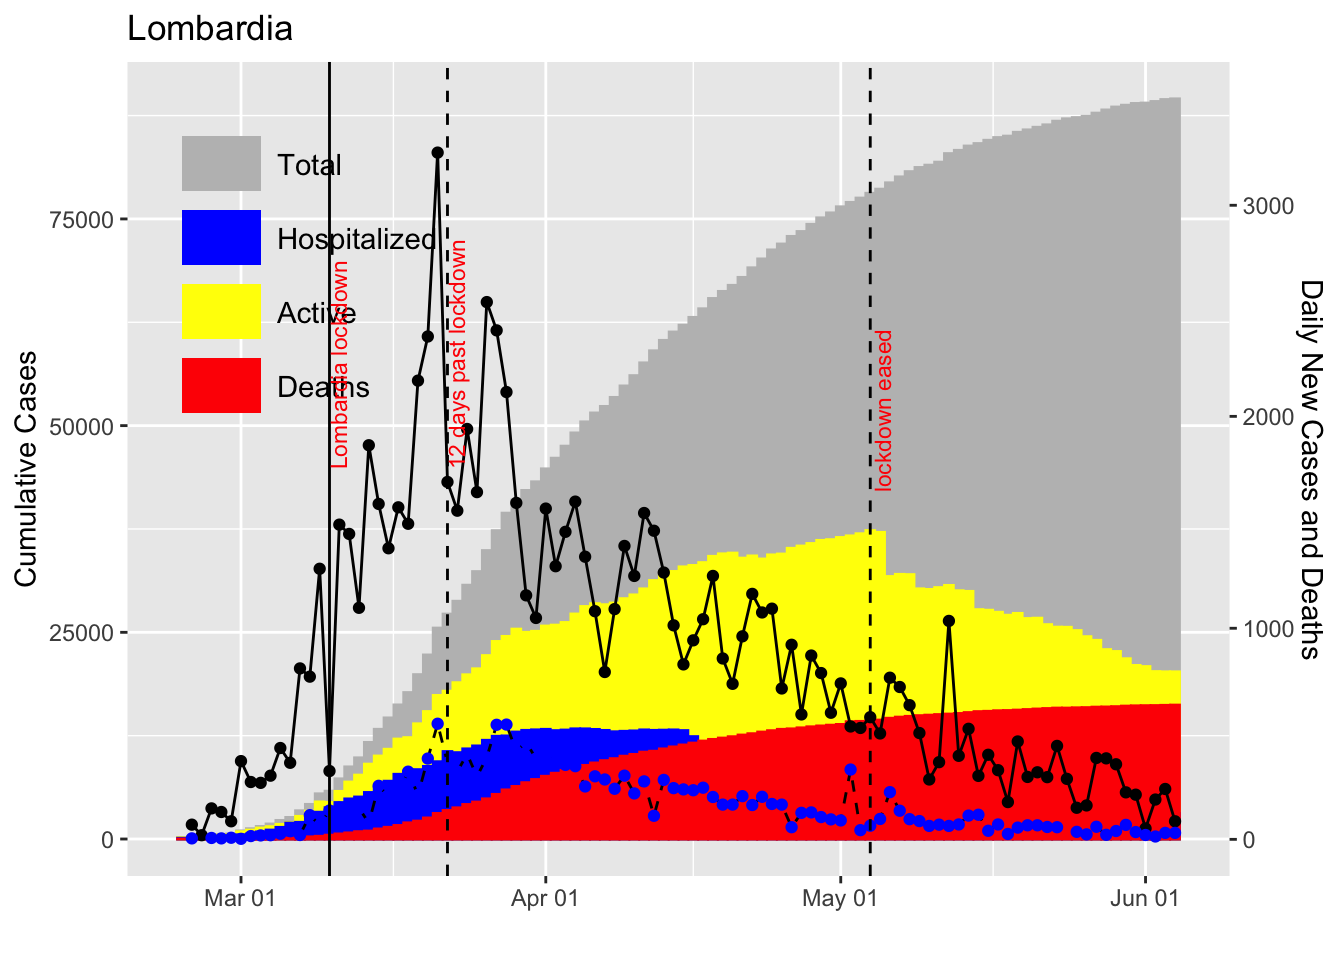 Lombardia
Total
Hospitalized
Active
Deaths
Lombardia lockdown
12 days past lockdown
lockdown eased
Cumulative Cases
75000
50000
25000
0
Daily New Cases and Deaths
3000
2000
1000
0
Mar 01
Apr 01
May 01
Jun 01